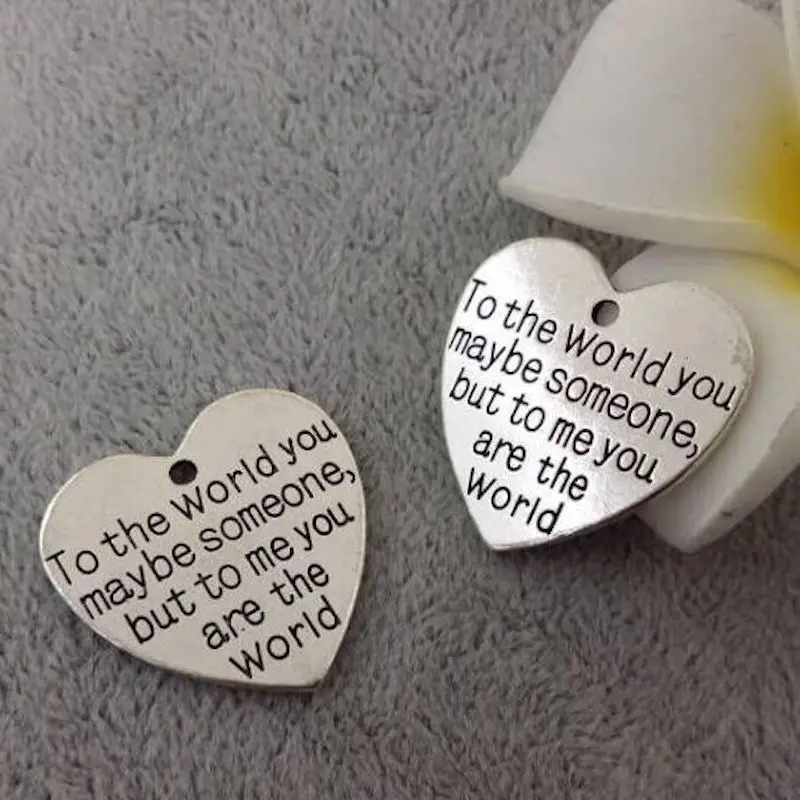 To the World you
maybe someone,
but to me you
are the
World
To the World you
maybe someone,
but to me you
are the
World